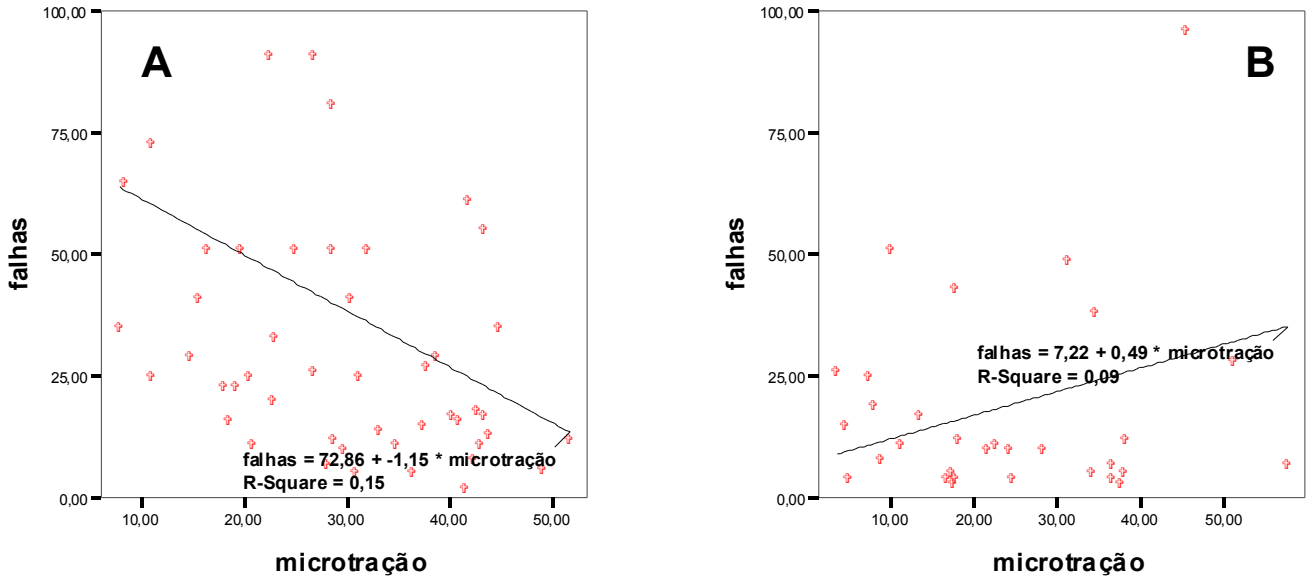 A
100,00
75,00
50,00
25,00
0,00
falhas
falhas = 72,86 + -1,15 * microtração
R-Square = 0,15
10,00 20,00 30,00 40,00 50,00
microtração
B
100,00
75,00
50,00
25,00
0,00
falhas
falhas = 7,22 + 0,49 * microtração
R-Square = 0,09
10,00 20,00 30,00 40,00 50,00
microtração